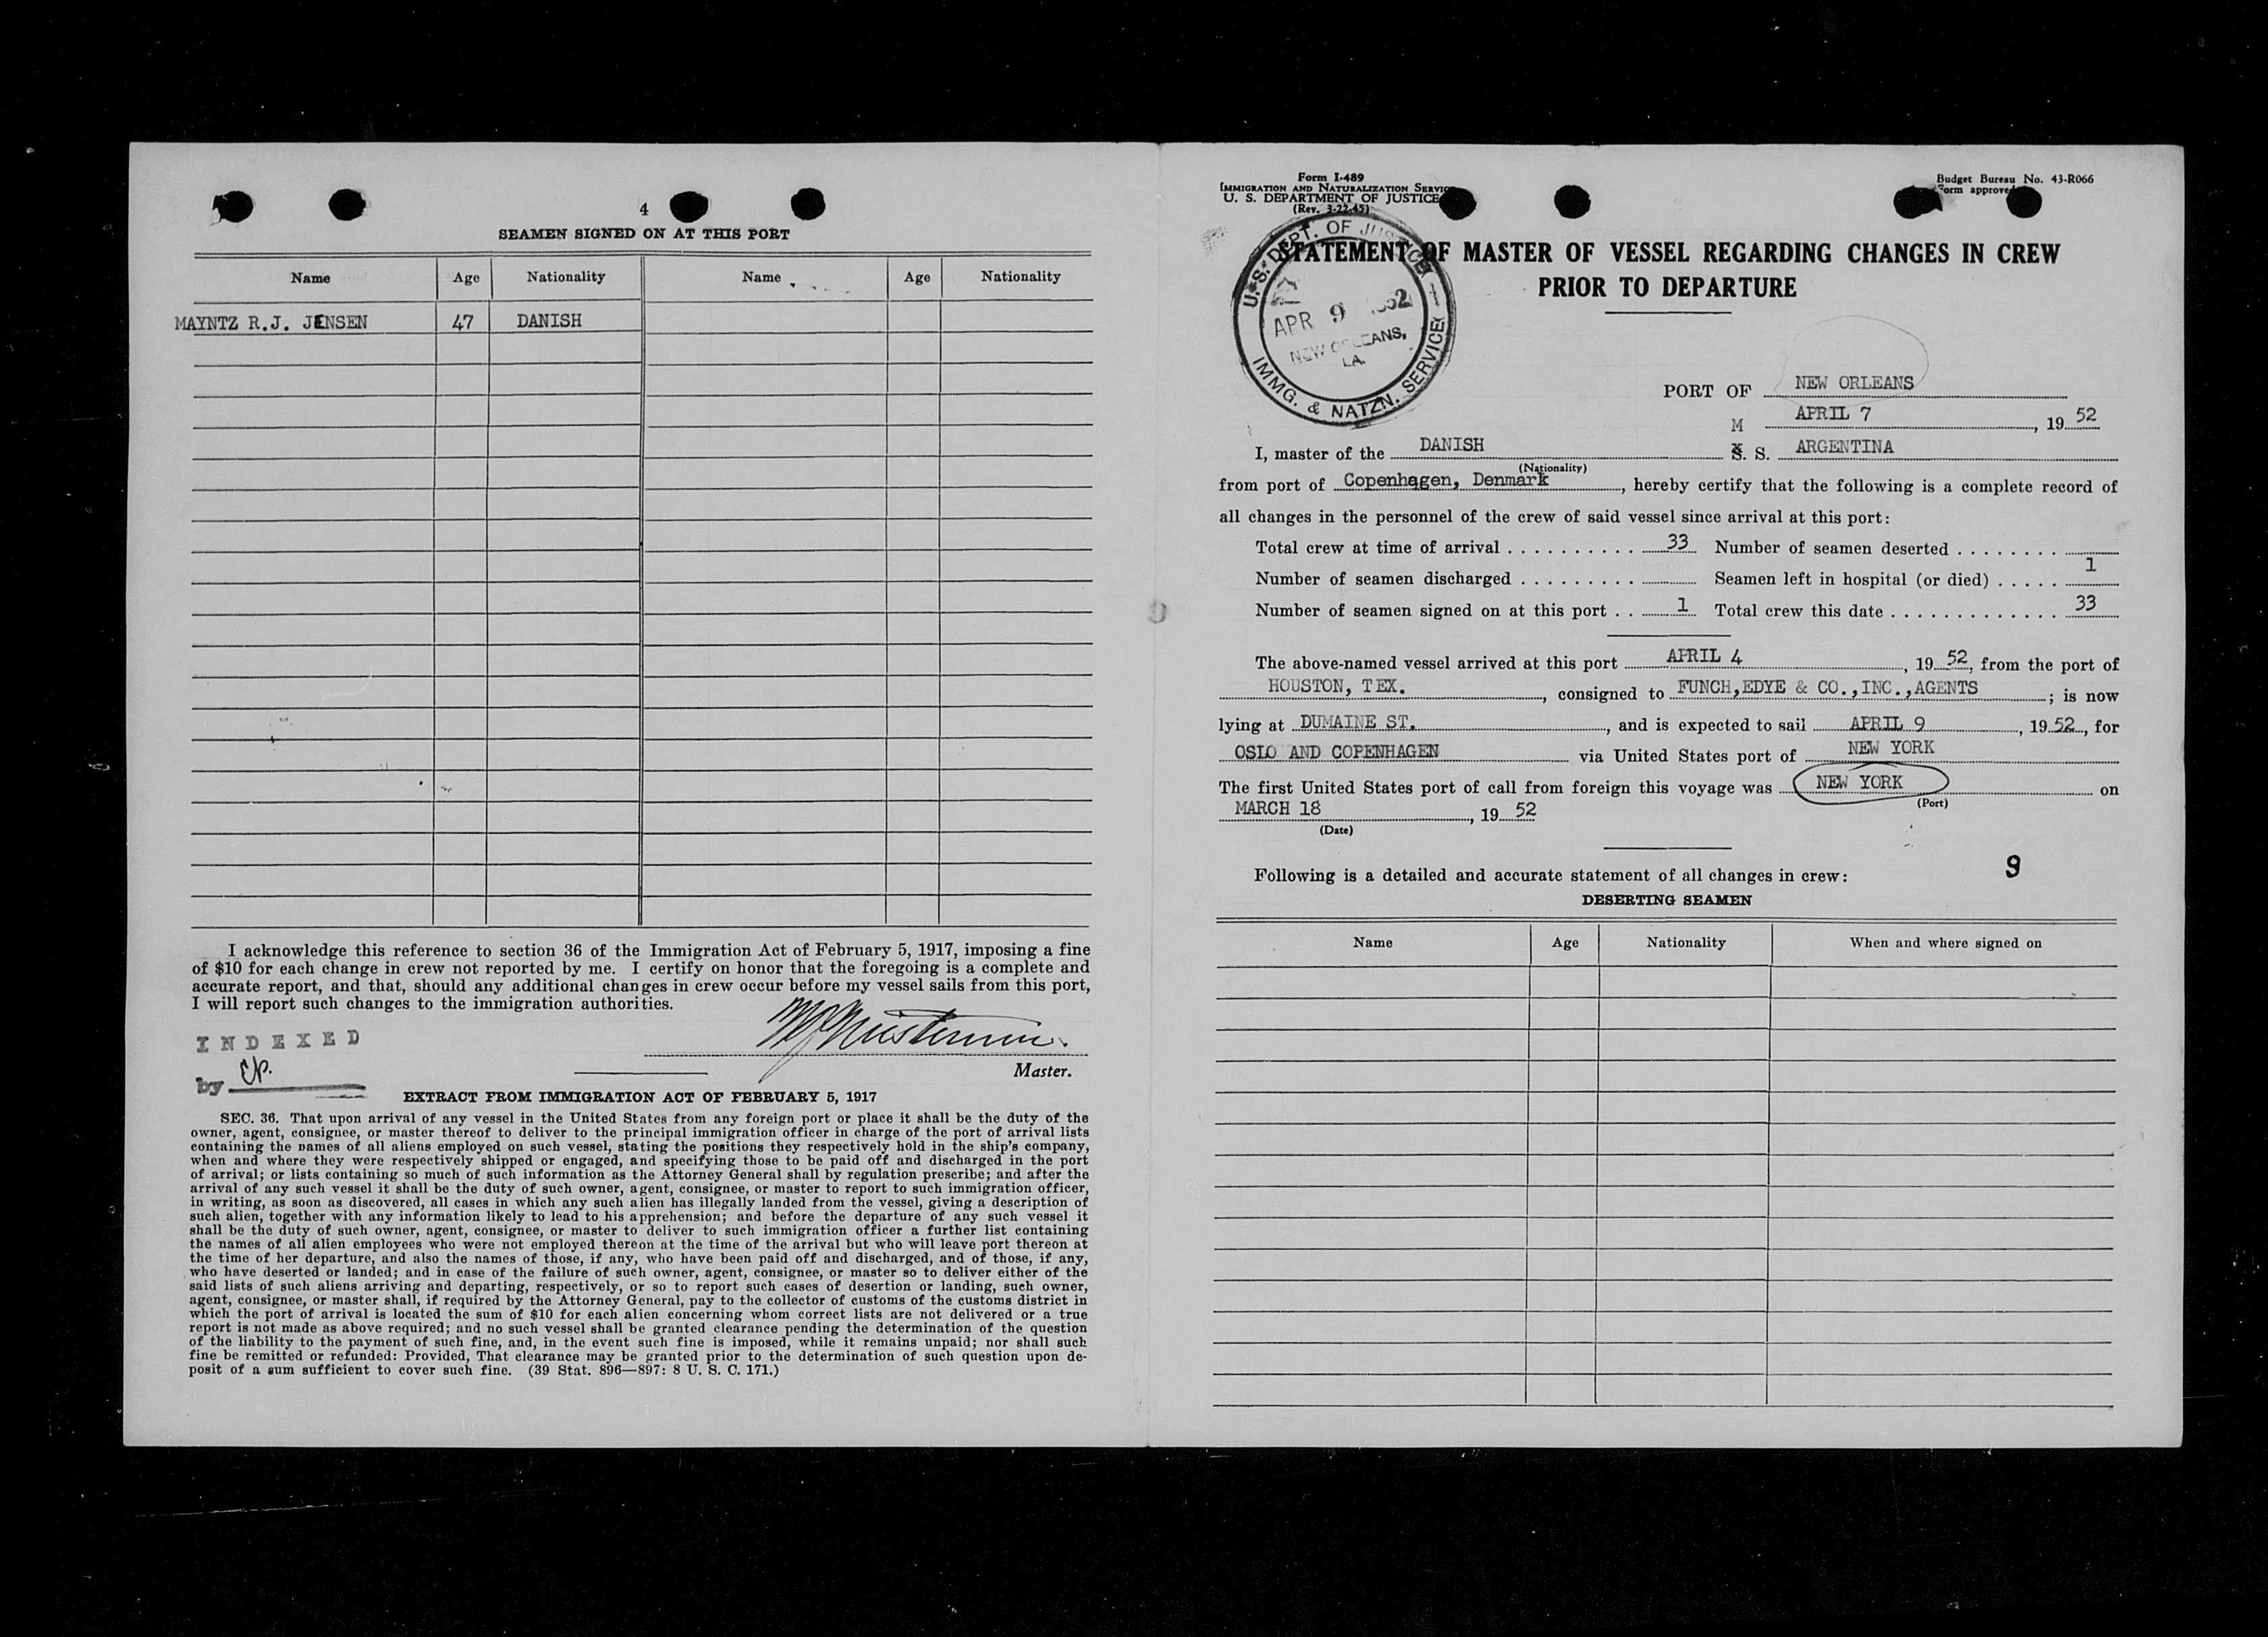 4
SEAMEN SIGNED ON AT THIS PORT
Name Age Nationality Name Age Nationality
MAYNTZ R.J. JENSEN 47 DANISH
I acknowledge this reference to section 36 of the Immigration Act of February 5, 1917, imposing a fine
of $10 for each change in crew not reported by me. I certify on honor that the foregoing is a complete and
accurate report, and that, should any additional changes in crew occur before my vessel sails from this port,
I will report such changes to the immigration authorities.
INDEXED
by
Master.
EXTRACT FROM IMMIGRATION ACT OF FEBRUARY 5, 1917
SEC. 36. That upon arrival of any vessel in the United States from any foreign port or place it shall be the duty of the
owner, agent, consignee, or master thereof to deliver to the principal immigration officer in charge of the port of arrival lists
containing the names of all aliens employed on such vessel, stating the positions they respectively hold in the ship's company,
when and where they were respectively shipped or engaged, and specifying those to be paid off and discharged in the port
of arrival; or lists containing so much of such information as the Attorney General shall by regulation prescribe; and after the
arrival of any such vessel it shall be the duty of such owner, agent, consignee, or master to report to such immigration officer,
in writing, as soon as discovered, all cases in which any such alien has illegally landed from the vessel, giving a description of
such alien, together with any information likely to lead to his apprehension; and before the departure of any such vessel it
shall be the duty of such owner, agent, consignee, or master to deliver to such immigration officer a further list containing
the names of all alien employees who were not employed thereon at the time of the arrival but who will leave port thereon at
the time of her departure, and also the names of those, if any, who have been paid off and discharged, and of those, if any,
who have deserted or landed; and in case of the failure of such owner, agent, consignee, or master so to deliver either of the
said lists of such aliens arriving and departing, respectively, or so to report such cases of desertion or landing, such owner,
agent, consignee, or master shall, if required by the Attorney General, pay to the collector of customs of the customs district in
which the port of arrival is located the sum of $10 for each alien concerning whom correct lists are not delivered or a true
report is not made as above required; and no such vessel shall be granted clearance pending the determination of the question
of the liability to the payment of such fine, and, in the event such fine is imposed, while it remains unpaid; nor shall such
fine be remitted or refunded: Provided, That clearance may be granted prior to the determination of such question upon de-
posit of a sum sufficient to cover such fine. (39 Stat. 896—897: 8 U. S. C. 171.)
Form I-489
IMMIGRATION AND NATURALIZATION SERVICE
U. S. DEPARTMENT OF JUSTICE
(Rev. 3-22-45)
Budget Bureau No. 43-R066
Form approved
U. S. DEPT. OF JUSTICE
APR 9 1952
NEW ORLEANS,
LA.
IMMG. & NATZN. SERVICE
STATEMENT OF MASTER OF VESSEL REGARDING CHANGES IN CREW
PRIOR TO DEPARTURE
PORT OF NEW ORLEANS
APRIL 7, 19 52
I, master of the DANISH M S. S. ARGENTINA
(Nationality)
from port of Copenhagen, Denmark, hereby certify that the following is a complete record of
all changes in the personnel of the crew of said vessel since arrival at this port:
Total crew at time of arrival . . . . . . . . . . 33 Number of seamen deserted . . . . . . . .
Number of seamen discharged . . . . . . . . . Seamen left in hospital (or died) . . . . . 1
Number of seamen signed on at this port . . 1 Total crew this date . . . . . . . . . . . . . 33
The above-named vessel arrived at this port APRIL 4, 19 52, from the port of
HOUSTON, TEX., consigned to FUNCH,EDYE & CO.,INC.,AGENTS; is now
lying at DUMAINE ST., and is expected to sail APRIL 9, 19 52, for
OSLO AND COPENHAGEN via United States port of NEW YORK
The first United States port of call from foreign this voyage was NEW YORK on
(Port)
MARCH 18, 19 52
(Date)
Following is a detailed and accurate statement of all changes in crew: 9
DESERTING SEAMEN
Name Age Nationality When and where signed on